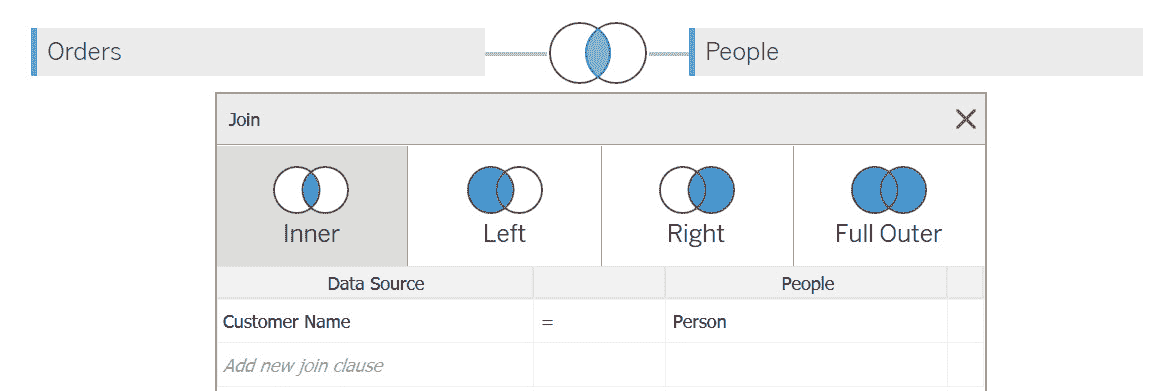 Orders People
Join
Inner Left Right Full Outer
Data Source People
Customer Name = Person
Add new join clause